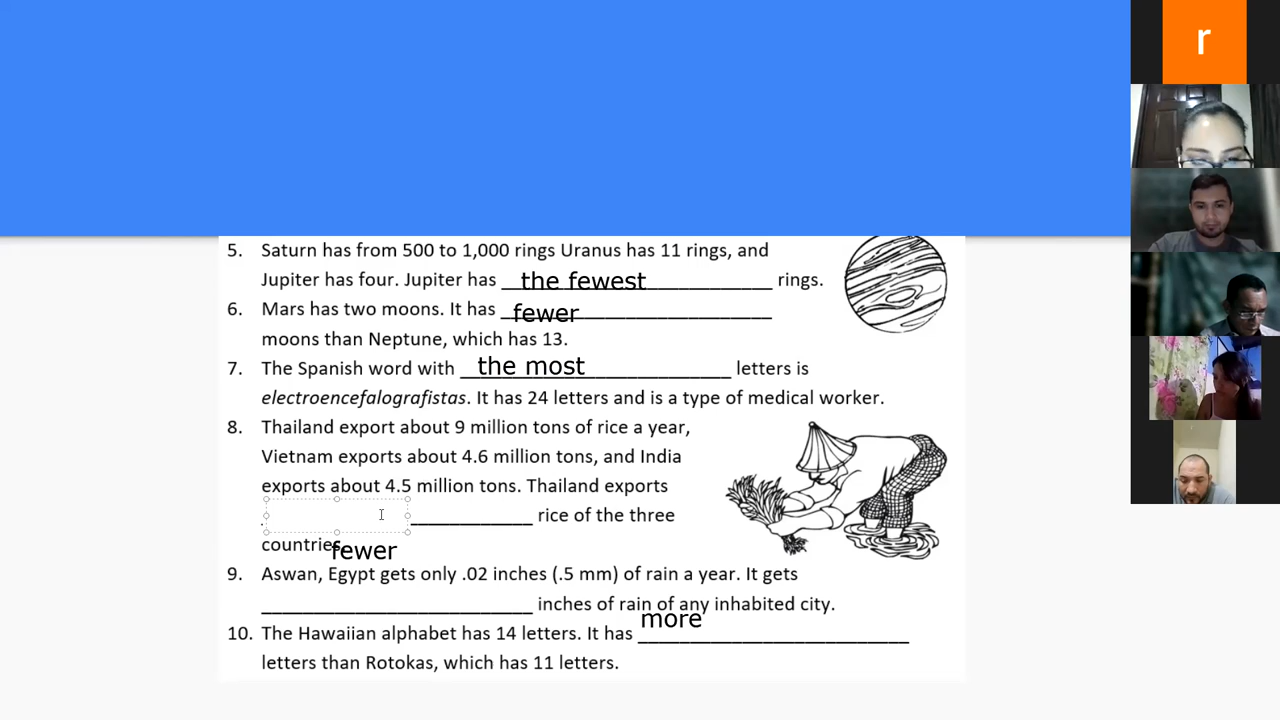 r
5. Saturn has from 500 to 1,000 rings Uranus has 11 rings, and
Jupiter has four. Jupiter has the fewest rings.
6. Mars has two moons. It has fewer
moons than Neptune, which has 13.
7. The Spanish word with the most letters is
electroencefalografistas. It has 24 letters and is a type of medical worker.
8. Thailand export about 9 million tons of rice a year,
Vietnam exports about 4.6 million tons, and India
exports about 4.5 million tons. Thailand exports
____________ rice of the three
countries
fewer
9. Aswan, Egypt gets only .02 inches (.5 mm) of rain a year. It gets
__________________________ inches of rain of any inhabited city.
more
10. The Hawaiian alphabet has 14 letters. It has __________________________
letters than Rotokas, which has 11 letters.